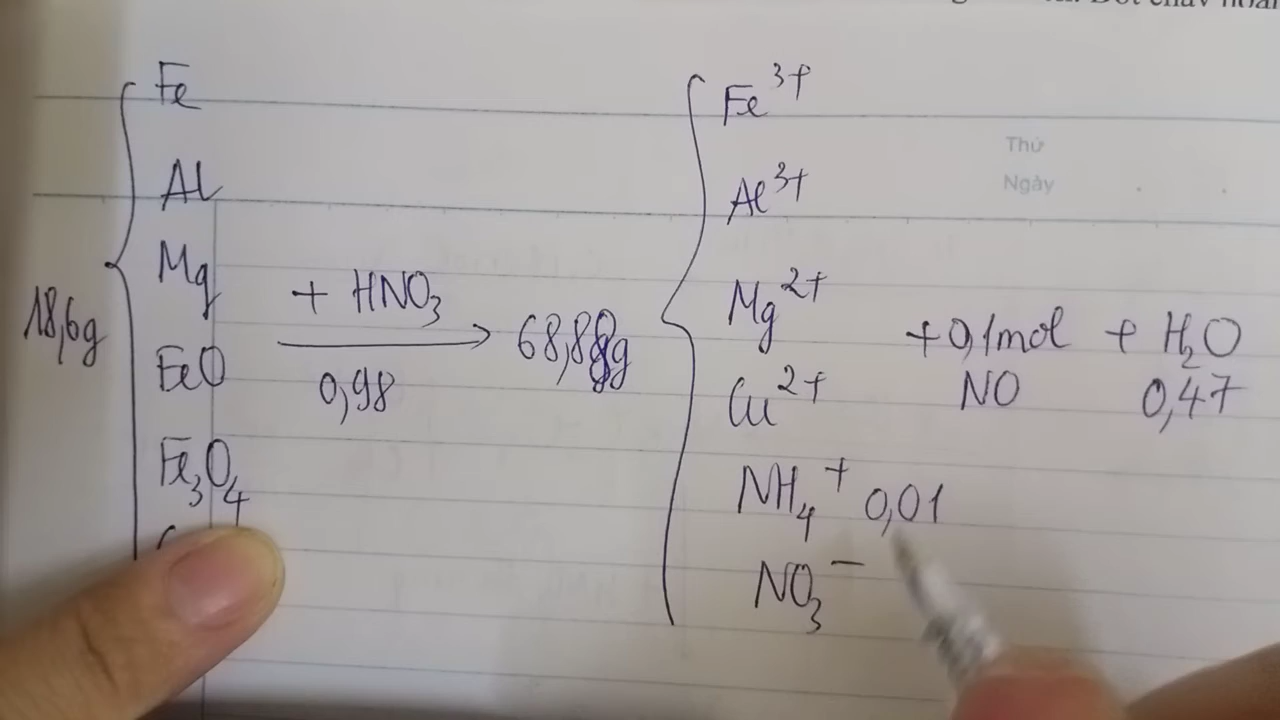 Fe
Al
Mg
FeO
Fe₃O₄
18,6g
+ HNO₃
0,98
68,88g
Fe³⁺
Al³⁺
Mg²⁺
Cu²⁺
NH₄⁺ 0,01
NO₃⁻
+ 0,1mol + H₂O
NO 0,47
Thứ
Ngày